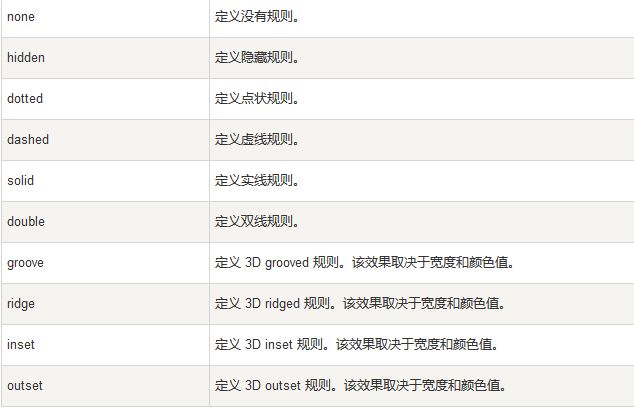 none 定义没有规则。
hidden 定义隐藏规则。
dotted 定义点状规则。
dashed 定义虚线规则。
solid 定义实线规则。
double 定义双线规则。
groove 定义 3D grooved 规则。该效果取决于宽度和颜色值。
ridge 定义 3D ridged 规则。该效果取决于宽度和颜色值。
inset 定义 3D inset 规则。该效果取决于宽度和颜色值。
outset 定义 3D outset 规则。该效果取决于宽度和颜色值。